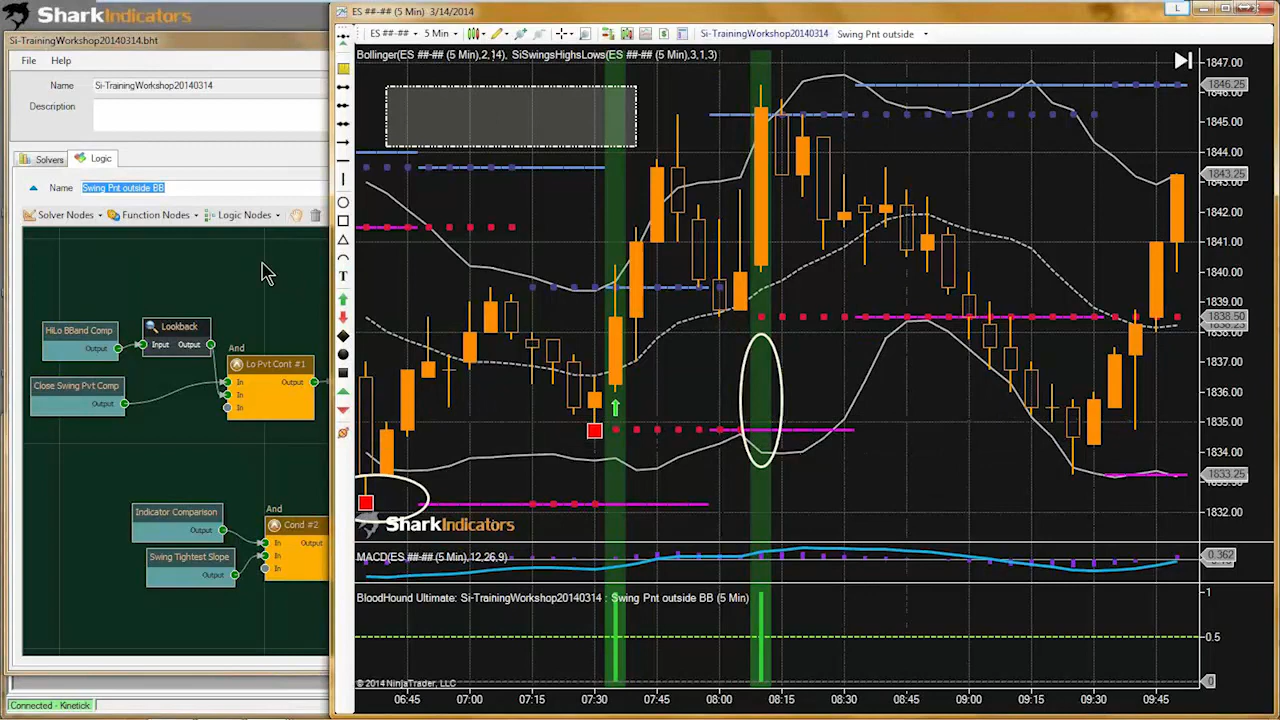 SharkIndicators
Si-TrainingWorkshop20140314.bht
File Help
Name Si-TrainingWorkshop20140314
Description
Solvers Logic
Name Swing Pnt outside BB
Solver Nodes Function Nodes Logic Nodes
HiLo BBand Comp
Output
Lookback
Input Output
And
Lo Pvt Cont #1
In Output
In
In
Close Swing Pvt Comp
Output
Indicator Comparison
Output
And
Cond #2
In Output
In
In
Swing Tightest Slope
Output
Connected - Kinetick
ES ##-## (5 Min) 3/14/2014
L
ES ##-## 5 Min Si-TrainingWorkshop20140314 Swing Pnt outside BB
Bollinger(ES ##-## (5 Min),2,14), SiSwingsHighsLows(ES ##-## (5 Min),3,1,3)
T
1847.00
1846.25
1845.00
1844.00
1843.25
1842.00
1841.00
1840.00
1839.00
1838.50
1837.00
1836.00
1835.00
1834.00
1833.25
1832.00
SharkIndicators
MACD(ES ##-## (5 Min),12,26,9)
0.362
BloodHound Ultimate: Si-TrainingWorkshop20140314 : Swing Pnt outside BB (5 Min)
1
0.5
0
© 2014 NinjaTrader, LLC
06:45 07:00 07:15 07:30 07:45 08:00 08:15 08:30 08:45 09:00 09:15 09:30 09:45